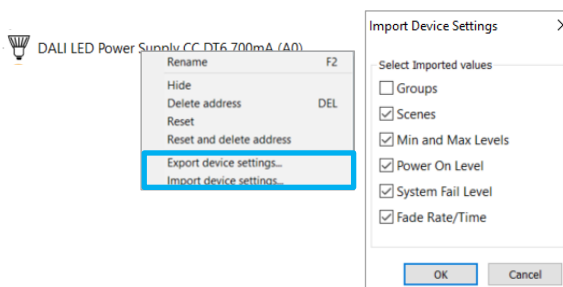 DALI LED Power Supply CC DT6 700mA (A0)
Rename F2
Hide
Delete address DEL
Reset
Reset and delete address
Export device settings...
Import device settings...
Import Device Settings
Select Imported values
Groups
Scenes
Min and Max Levels
Power On Level
System Fail Level
Fade Rate/Time
OK Cancel